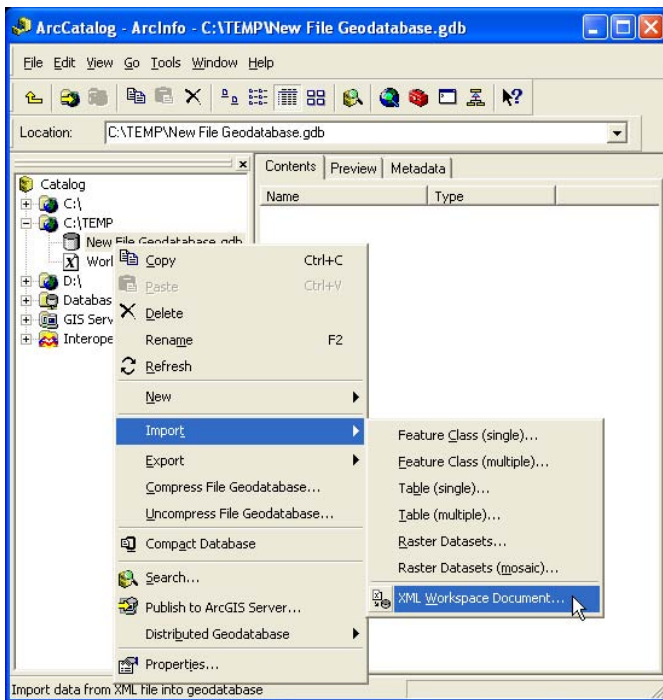 ArcCatalog - ArcInfo - C:\TEMP\New File Geodatabase.gdb
File Edit View Go Tools Window Help
Location: C:\TEMP\New File Geodatabase.gdb
Contents Preview Metadata
Name Type
Catalog
C:\
C:\TEMP
New File Geodatabase.gdb
Worl
D:\
Databas
GIS Serv
Interope
Copy Ctrl+C
Paste Ctrl+V
Delete
Rename F2
Refresh
New
Import
Export
Compress File Geodatabase...
Uncompress File Geodatabase...
Compact Database
Search...
Publish to ArcGIS Server...
Distributed Geodatabase
Properties...
Feature Class (single)...
Feature Class (multiple)...
Table (single)...
Table (multiple)...
Raster Datasets...
Raster Datasets (mosaic)...
XML Workspace Document...
Import data from XML file into geodatabase